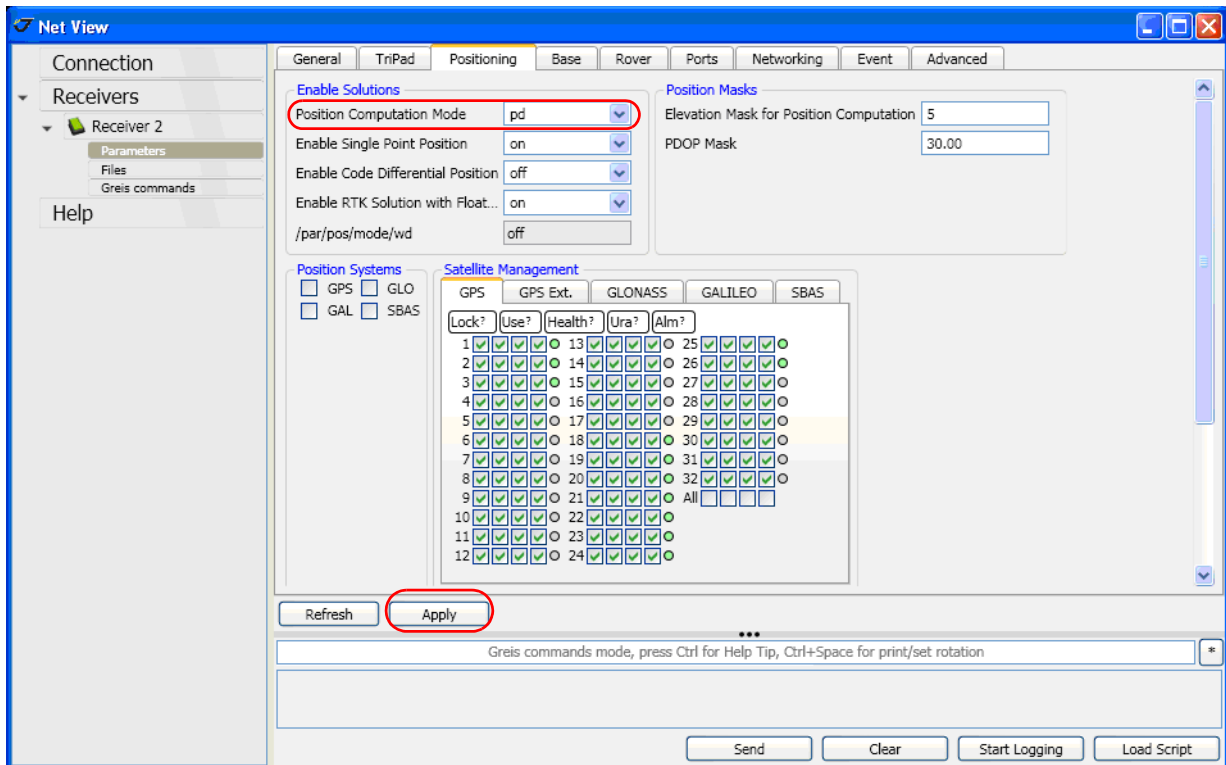 Net View
Connection
Receivers
Receiver 2
Parameters
Files
Greis commands
Help
General TriPad Positioning Base Rover Ports Networking Event Advanced
Enable Solutions
Position Computation Mode pd
Enable Single Point Position on
Enable Code Differential Position off
Enable RTK Solution with Float... on
/par/pos/mode/wd off
Position Masks
Elevation Mask for Position Computation 5
PDOP Mask 30.00
Position Systems
GPS GLO
GAL SBAS
Satellite Management
GPS GPS Ext. GLONASS GALILEO SBAS
Lock? Use? Health? Ura? Alm?
1 13 25
2 14 26
3 15 27
4 16 28
5 17 29
6 18 30
7 19 31
8 20 32
9 21 All
10 22
11 23
12 24
Refresh Apply
Greis commands mode, press Ctrl for Help Tip, Ctrl+Space for print/set rotation *
Send Clear Start Logging Load Script